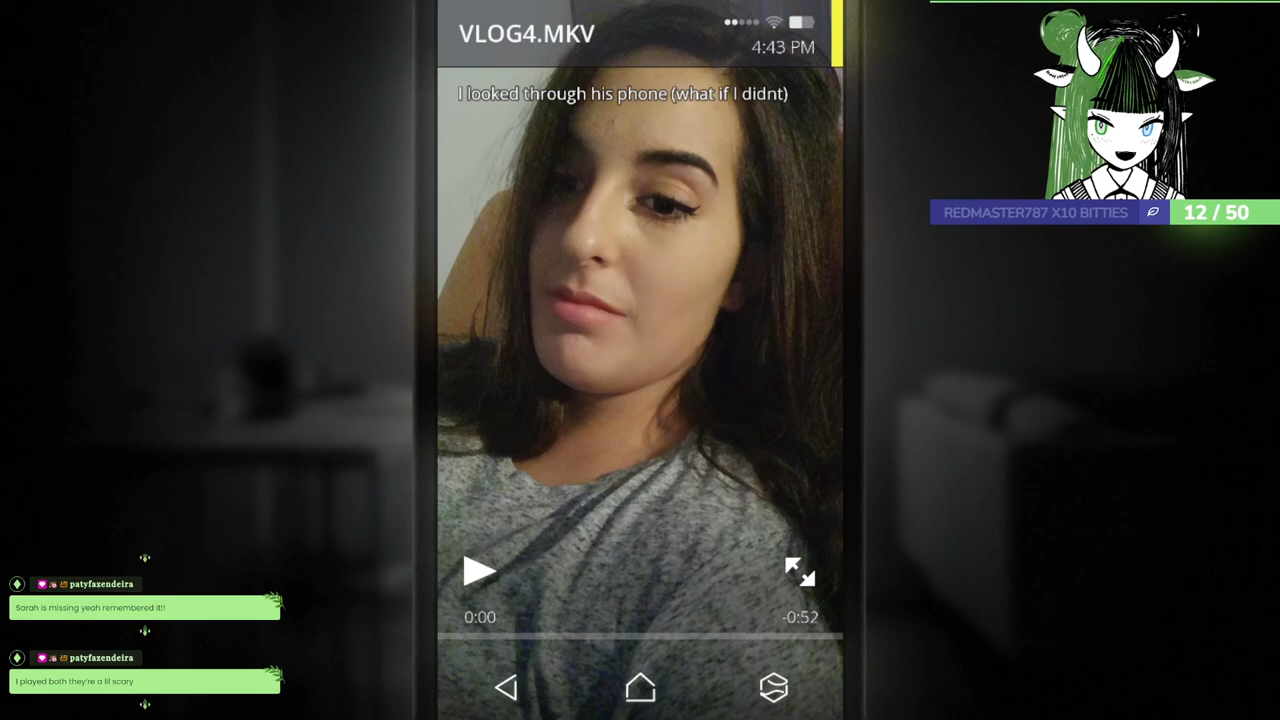 VLOG4.MKV
4:43 PM
I looked through his phone (what if I didnt)
0:00
-0:52
REDMASTER787 X10 BITTIES
12 / 50
patyfazendeira
Sarah is missing yeah remembered it!!
patyfazendeira
I played both they're a lil scary